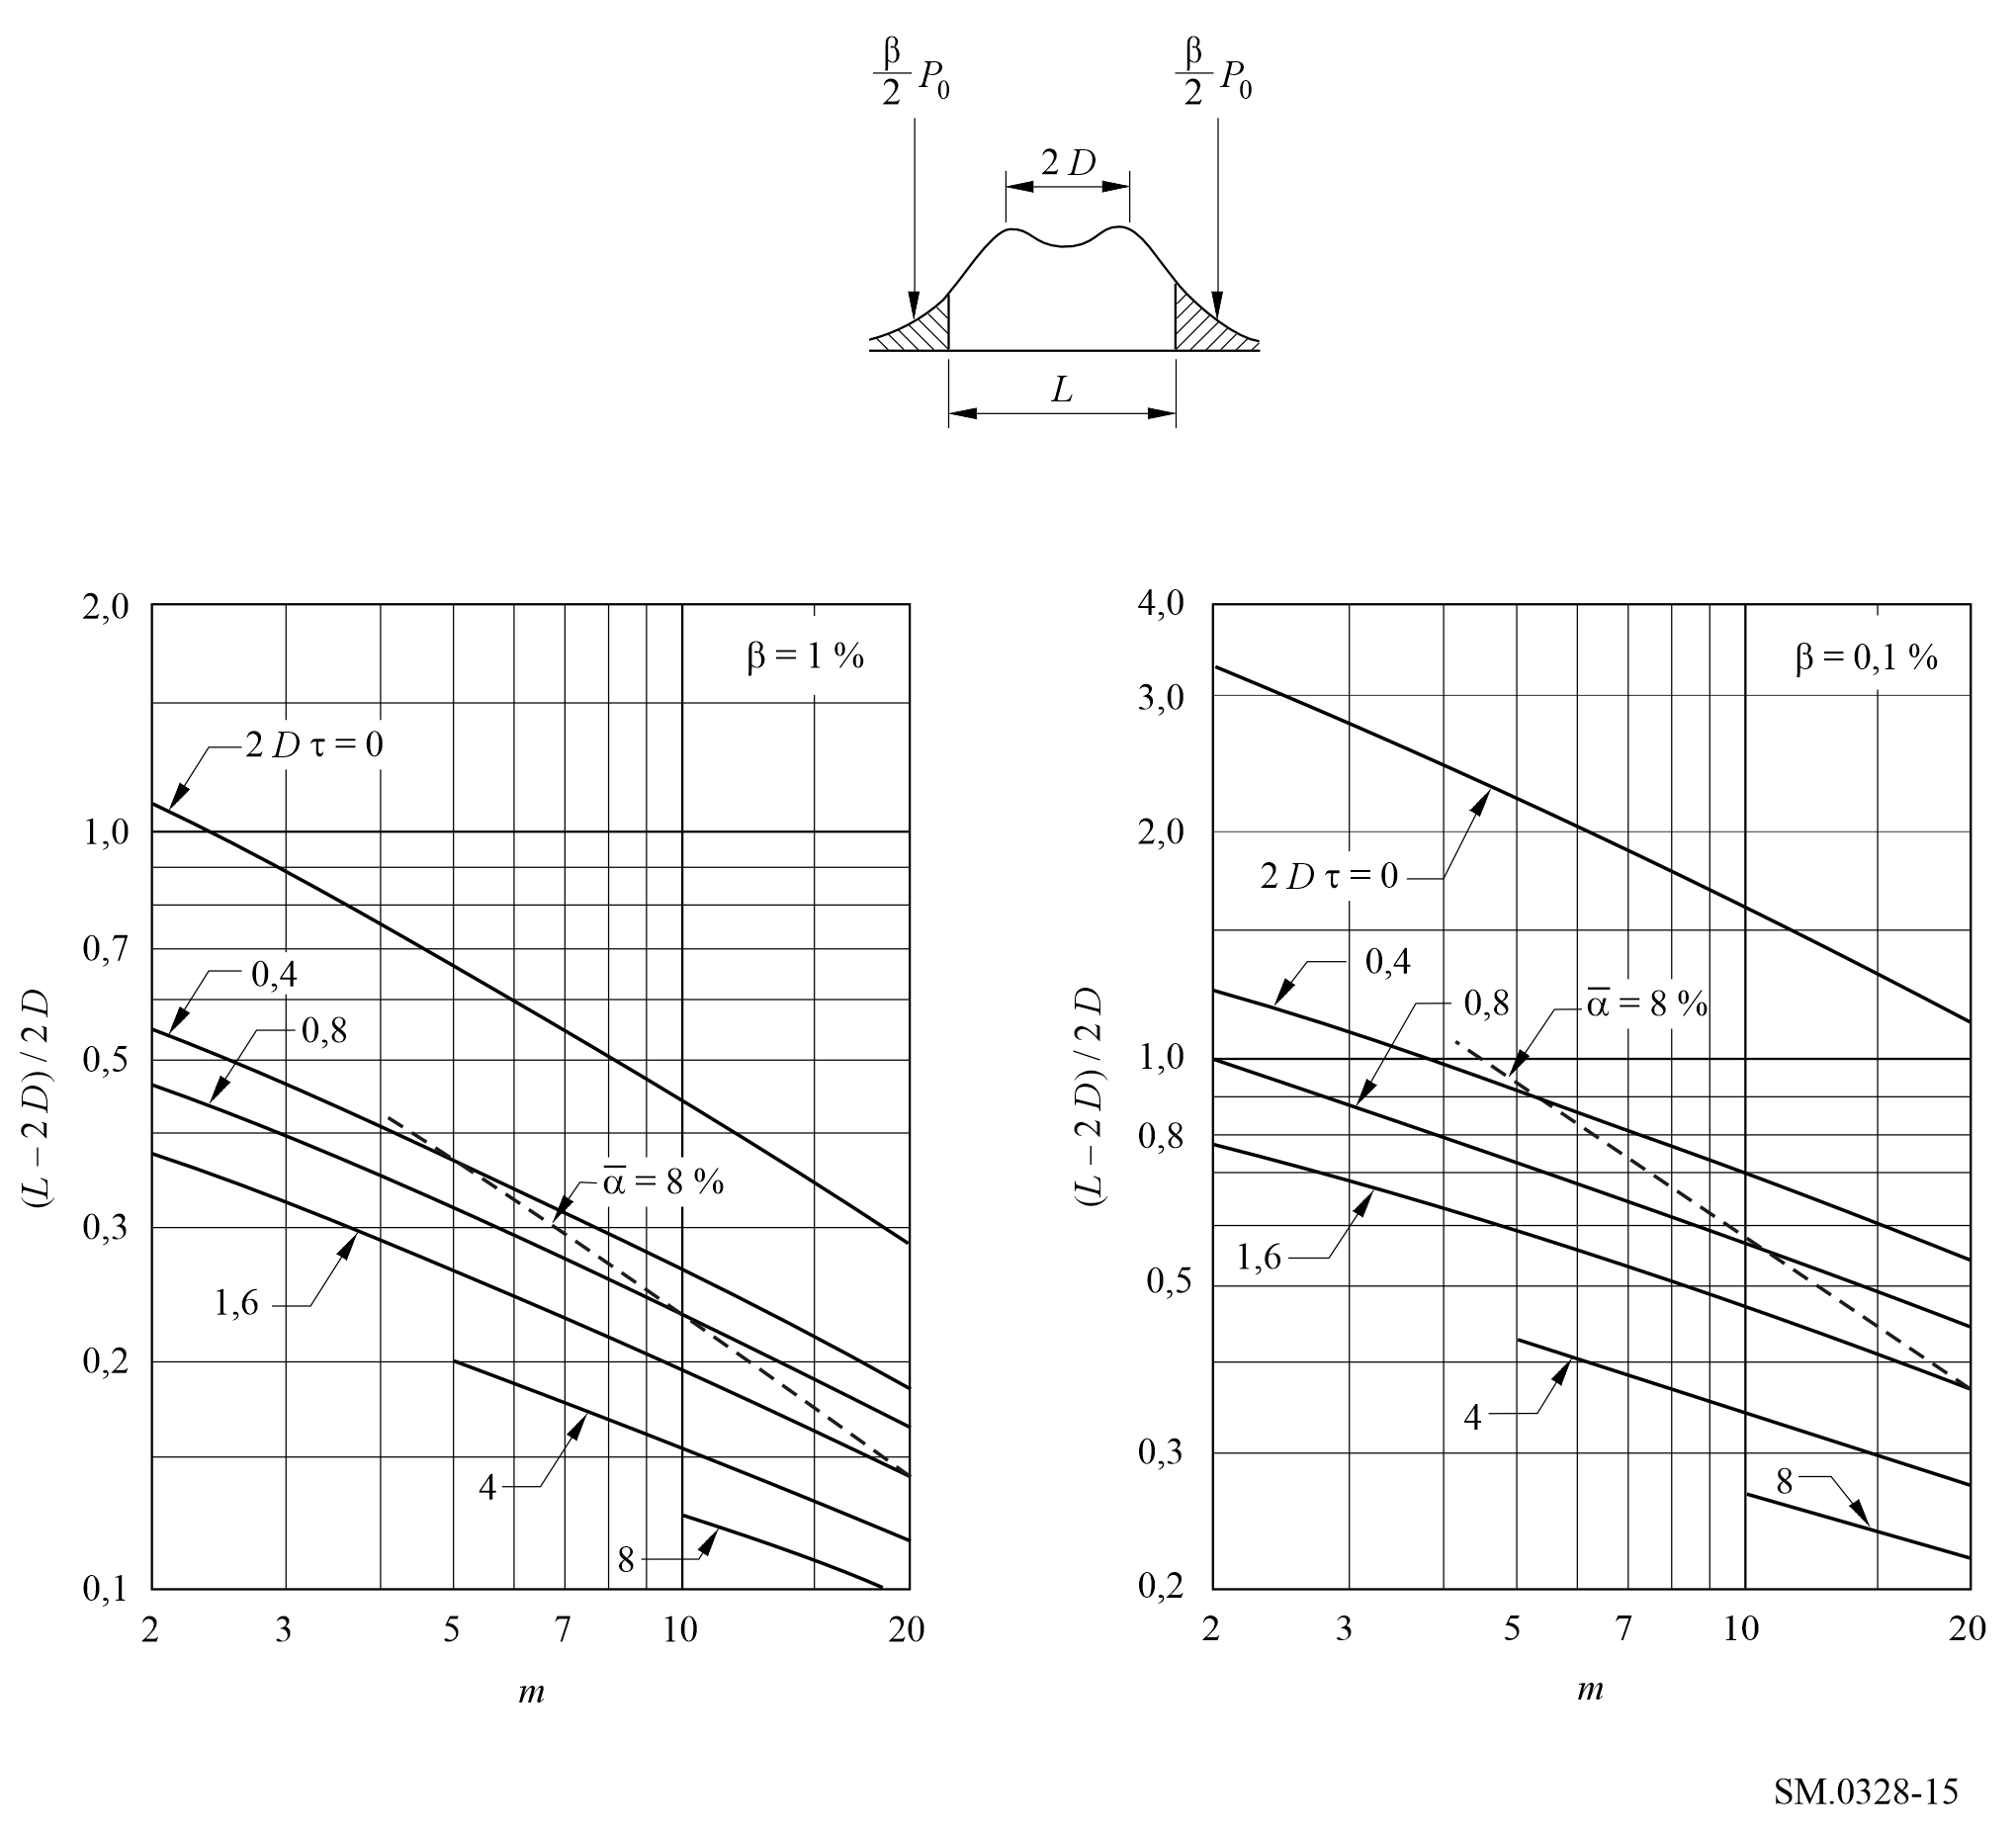 β/2 P₀ β/2 P₀
2 D
L
2,0
1,0
0,7
0,5
0,3
0,2
0,1
(L – 2 D) / 2 D
β = 1 %
2 D τ = 0
0,4
0,8
α̅ = 8 %
1,6
4
8
2 3 5 7 10 20
m
4,0
3,0
2,0
1,0
0,8
0,5
0,3
0,2
(L – 2 D) / 2 D
β = 0,1 %
2 D τ = 0
0,4
0,8
α̅ = 8 %
1,6
4
8
2 3 5 7 10 20
m
SM.0328-15